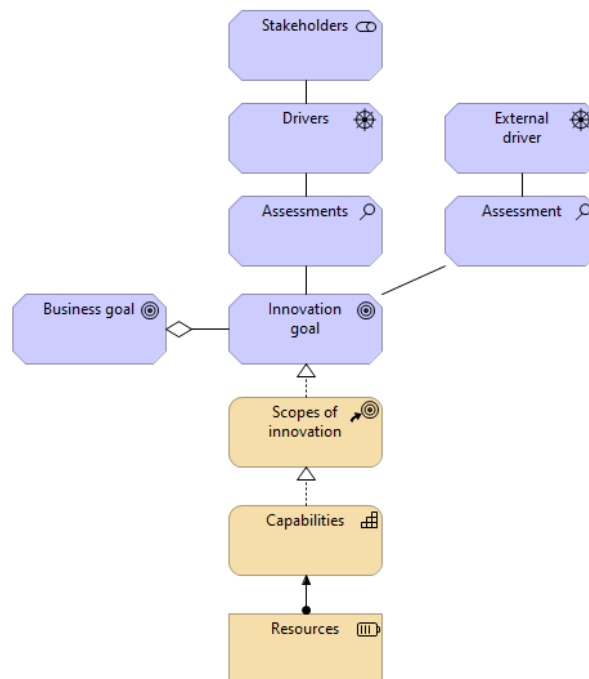 Stakeholders
Drivers
External
driver
Assessments
Assessment
Business goal
Innovation
goal
Scopes of
innovation
Capabilities
Resources